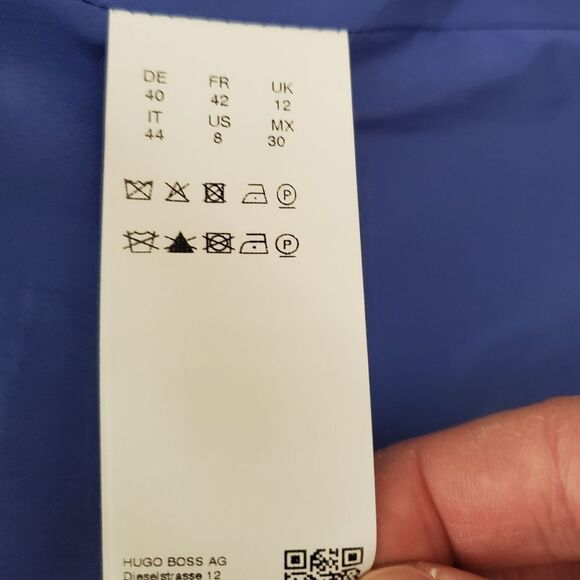 DE FR UK
40 42 12
IT US MX
44 8 30
P
P
HUGO BOSS AG
Dieselstrasse 12